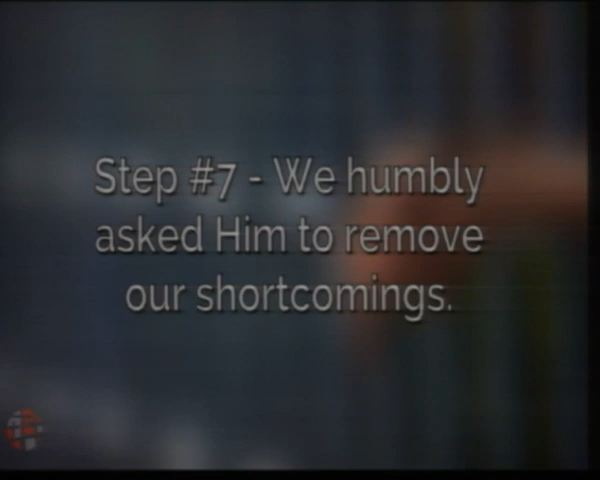 Step #7 - We humbly
asked Him to remove
our shortcomings.